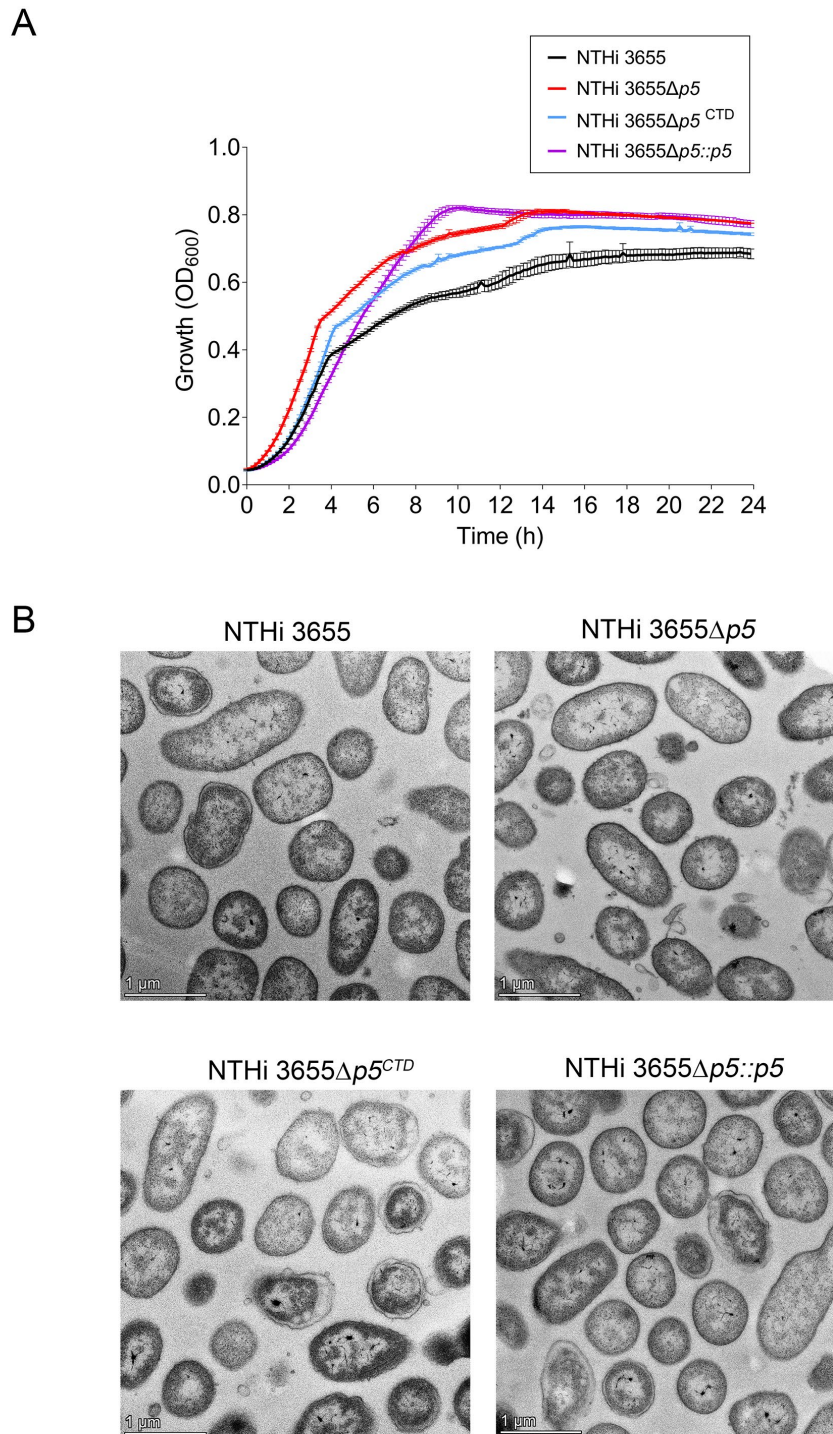 A
NTHi 3655
NTHi 3655Δp5
NTHi 3655Δp5 CTD
NTHi 3655Δp5::p5
1.0
0.8
0.6
0.4
0.2
0.0
Growth (OD600)
0 2 4 6 8 10 12 14 16 18 20 22 24
Time (h)
B
NTHi 3655
NTHi 3655Δp5
1 µm
1 µm
NTHi 3655Δp5CTD
NTHi 3655Δp5::p5
1 µm
1 µm